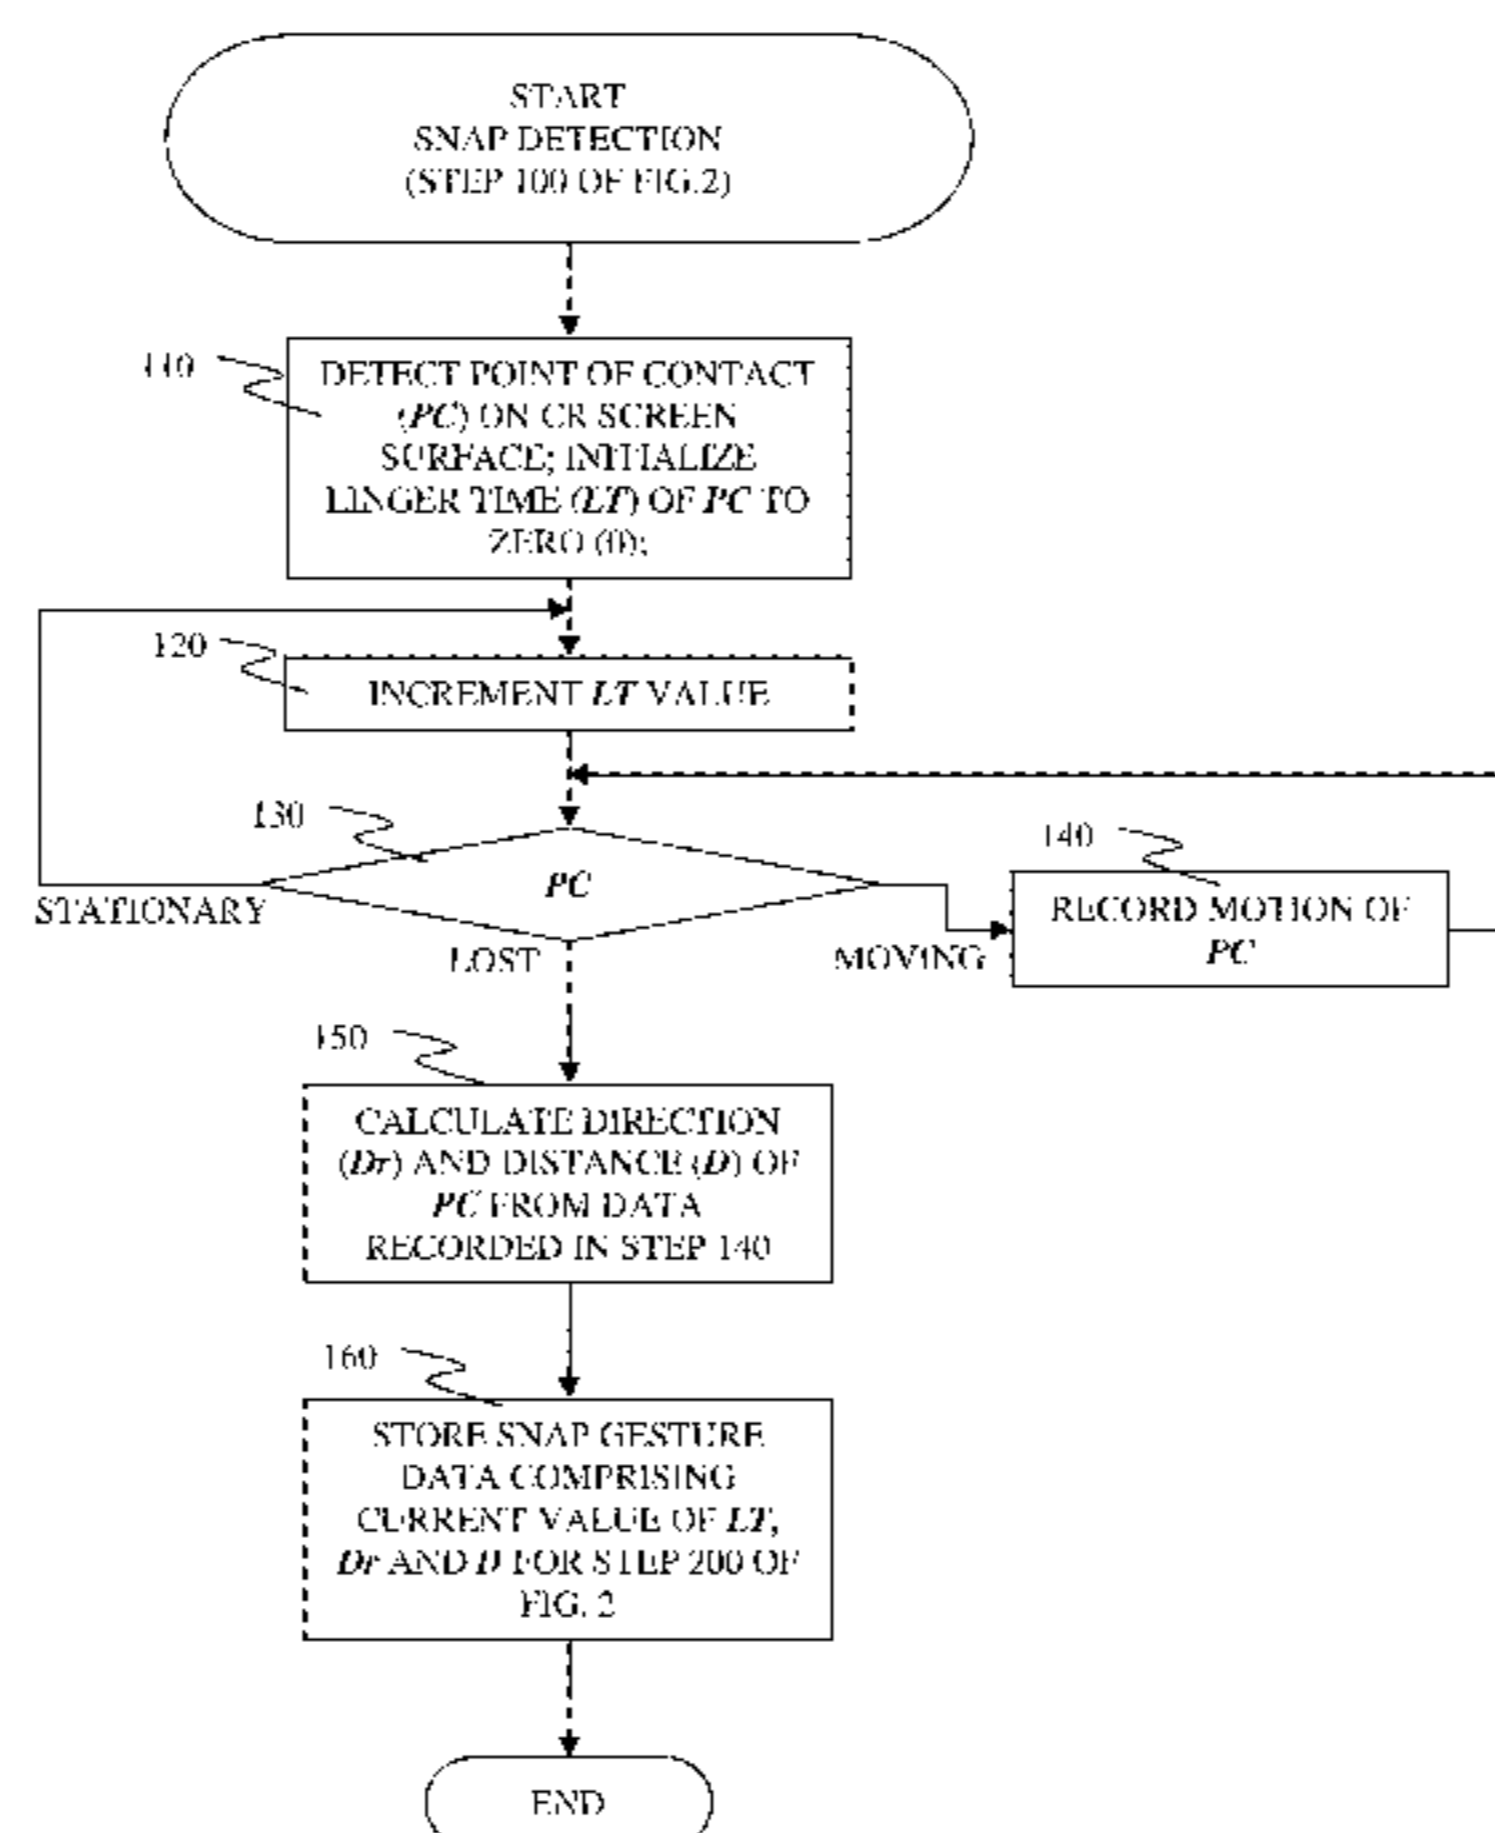 START
SNAP DETECTION
(STEP 100 OF FIG.2)
110
DETECT POINT OF CONTACT
(PC) ON CR SCREEN
SURFACE; INITIALIZE
LINGER TIME (LT) OF PC TO
ZERO (0);
120
INCREMENT LT VALUE
130
PC
140
RECORD MOTION OF
PC
STATIONARY
LOST
MOVING
150
CALCULATE DIRECTION
(Dr) AND DISTANCE (D) OF
PC FROM DATA
RECORDED IN STEP 140
160
STORE SNAP GESTURE
DATA COMPRISING
CURRENT VALUE OF LT,
Dr AND D FOR STEP 200 OF
FIG. 2
END